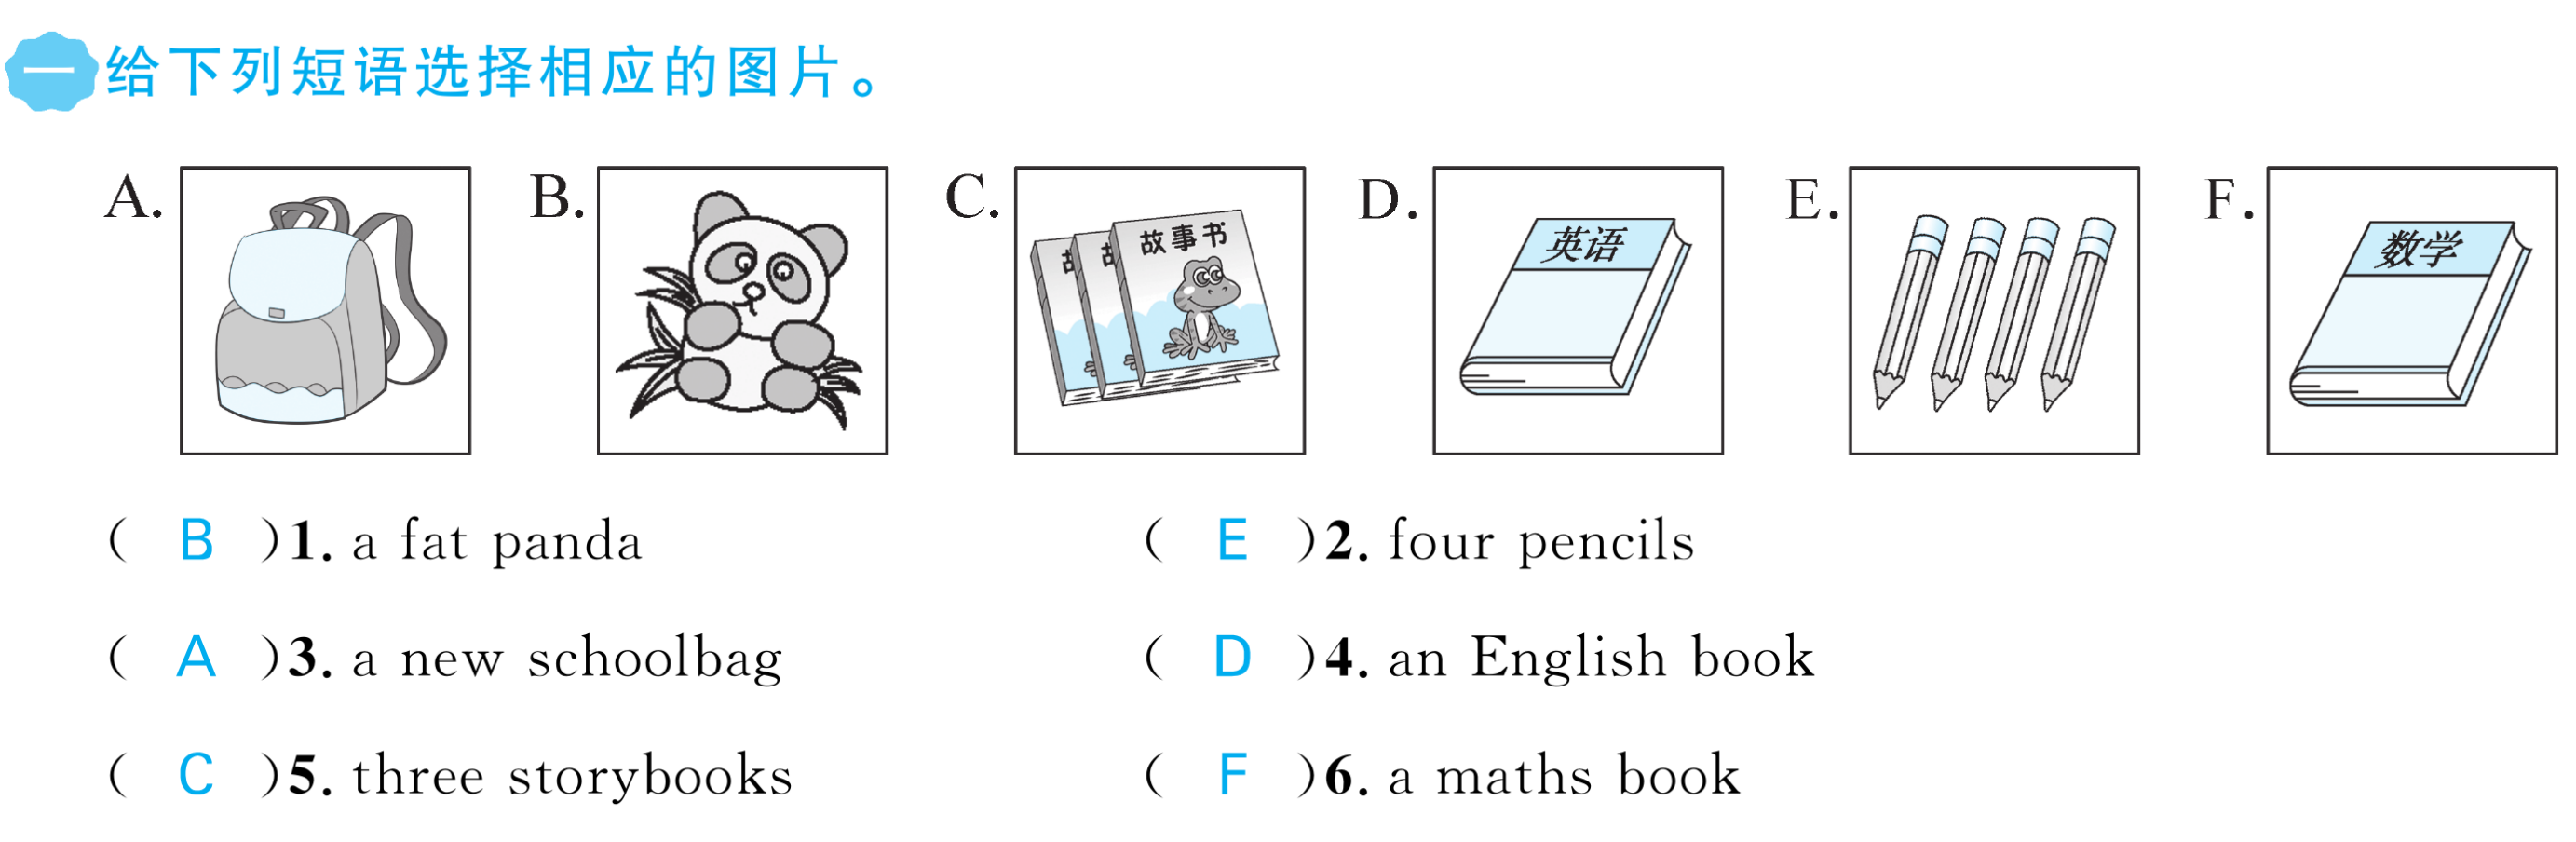 一 给下列短语选择相应的图片。
A. B. C. D. E. F.
故 故 故事书 英语 数学
( B )1. a fat panda ( E )2. four pencils
( A )3. a new schoolbag ( D )4. an English book
( C )5. three storybooks ( F )6. a maths book